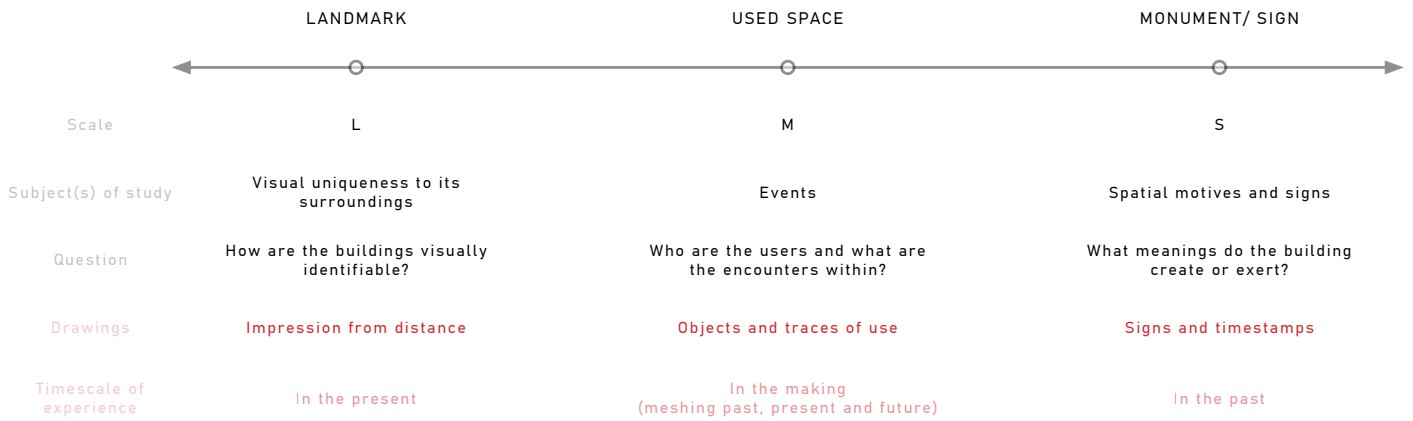 LANDMARK
USED SPACE
MONUMENT/ SIGN
Scale
L
M
S
Subject(s) of study
Visual uniqueness to its
surroundings
Events
Spatial motives and signs
Question
How are the buildings visually
identifiable?
Who are the users and what are
the encounters within?
What meanings do the building
create or exert?
Drawings
Impression from distance
Objects and traces of use
Signs and timestamps
Timescale of
experience
In the present
In the making
(meshing past, present and future)
In the past